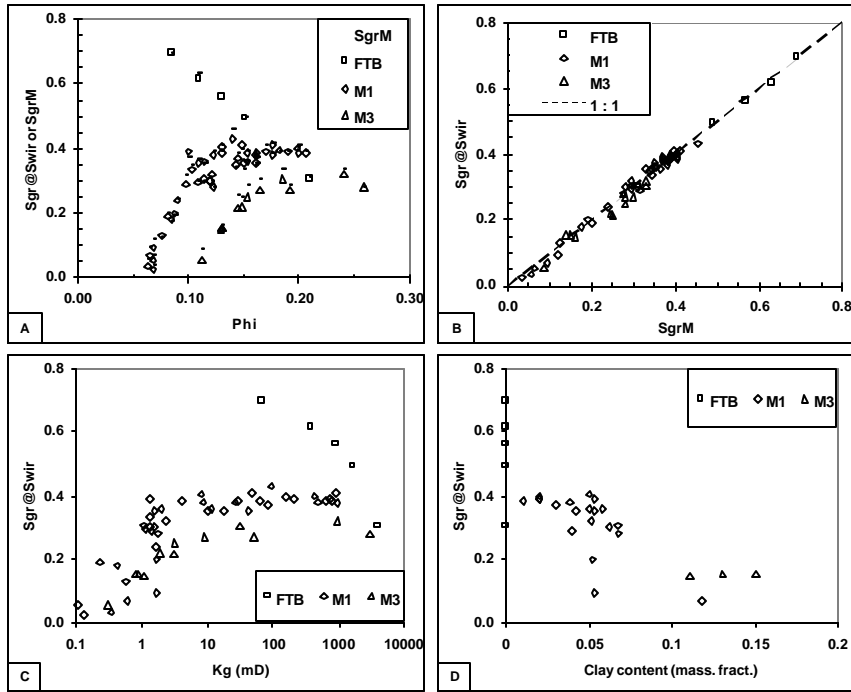 0.8
0.6
0.4
0.2
0.0
Sgr @Swir or SgrM
SgrM
FTB
M1
M3
0.00
0.10
0.20
0.30
Phi
A
0.8
0.6
0.4
0.2
0.0
Sgr@Swir
FTB
M1
M3
1 : 1
0.0
0.2
0.4
0.6
0.8
SgrM
B
0.8
0.6
0.4
0.2
0.0
Sgr @Swir
FTB M1 M3
0.1
1
10
100
1000
10000
Kg (mD)
C
0.8
0.6
0.4
0.2
0.0
Sgr@Swir
FTB M1 M3
0
0.05
0.1
0.15
0.2
Clay content (mass. fract.)
D